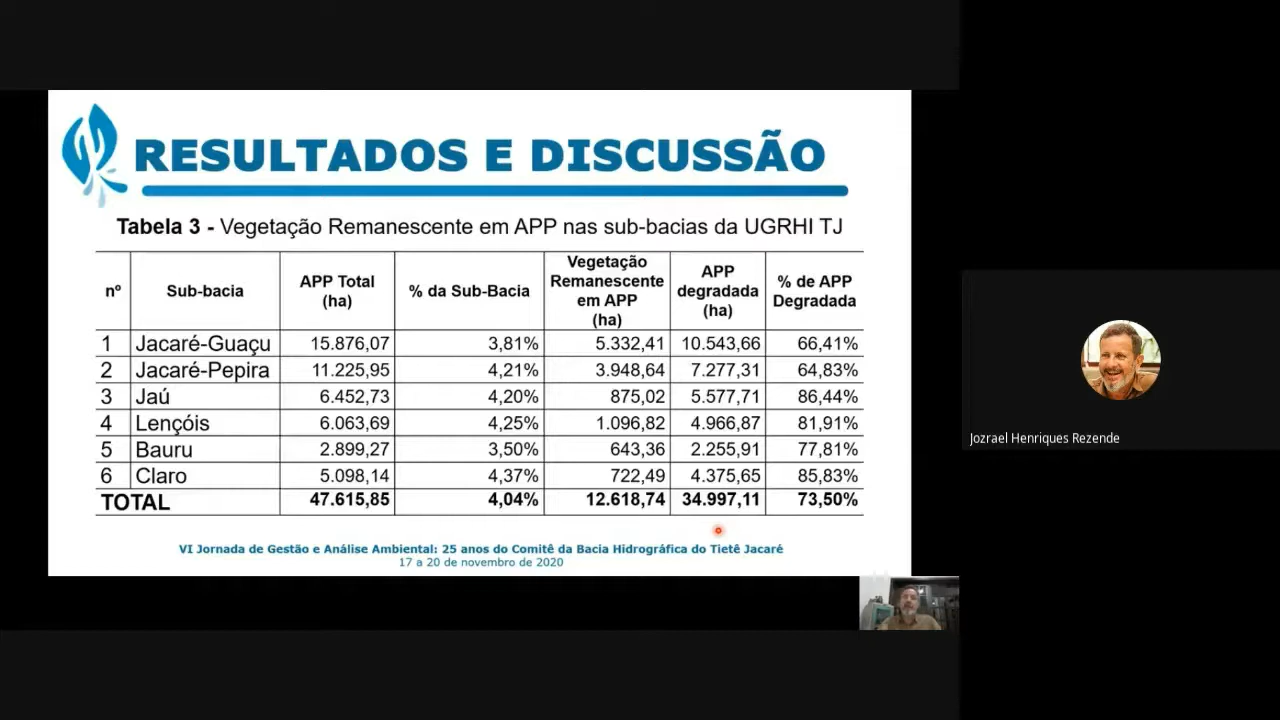 RESULTADOS E DISCUSSÃO
Tabela 3 - Vegetação Remanescente em APP nas sub-bacias da UGRHI TJ
nº Sub-bacia APP Total (ha) % da Sub-Bacia Vegetação Remanescente em APP (ha) APP degradada (ha) % de APP Degradada
1 Jacaré-Guaçu 15.876,07 3,81% 5.332,41 10.543,66 66,41%
2 Jacaré-Pepira 11.225,95 4,21% 3.948,64 7.277,31 64,83%
3 Jaú 6.452,73 4,20% 875,02 5.577,71 86,44%
4 Lençóis 6.063,69 4,25% 1.096,82 4.966,87 81,91%
5 Bauru 2.899,27 3,50% 643,36 2.255,91 77,81%
6 Claro 5.098,14 4,37% 722,49 4.375,65 85,83%
TOTAL 47.615,85 4,04% 12.618,74 34.997,11 73,50%
VI Jornada de Gestão e Análise Ambiental: 25 anos do Comitê da Bacia Hidrográfica do Tietê Jacaré
17 a 20 de novembro de 2020
Jozrael Henriques Rezende